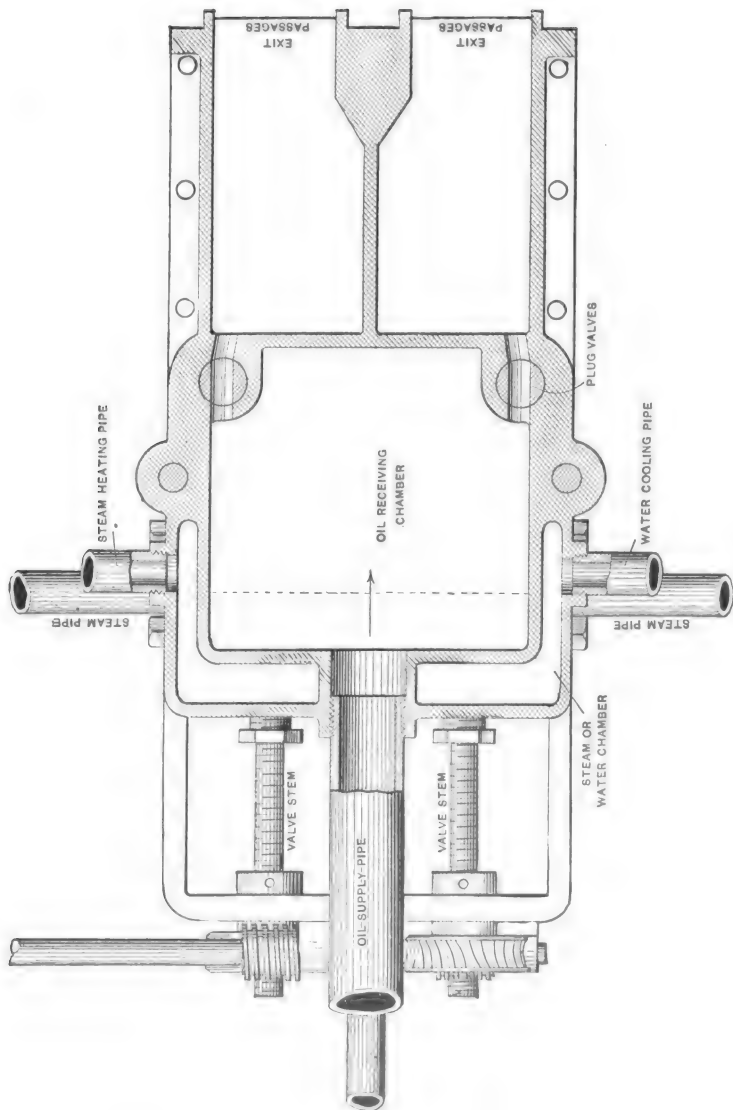 EXIT
PASSAGES
EXIT
PASSAGES
STEAM HEATING PIPE
PLUG VALVES
OIL RECEIVING
CHAMBER
STEAM PIPE
WATER COOLING PIPE
STEAM PIPE
STEAM OR
WATER CHAMBER
VALVE STEM
VALVE STEM
OIL-SUPPLY-PIPE